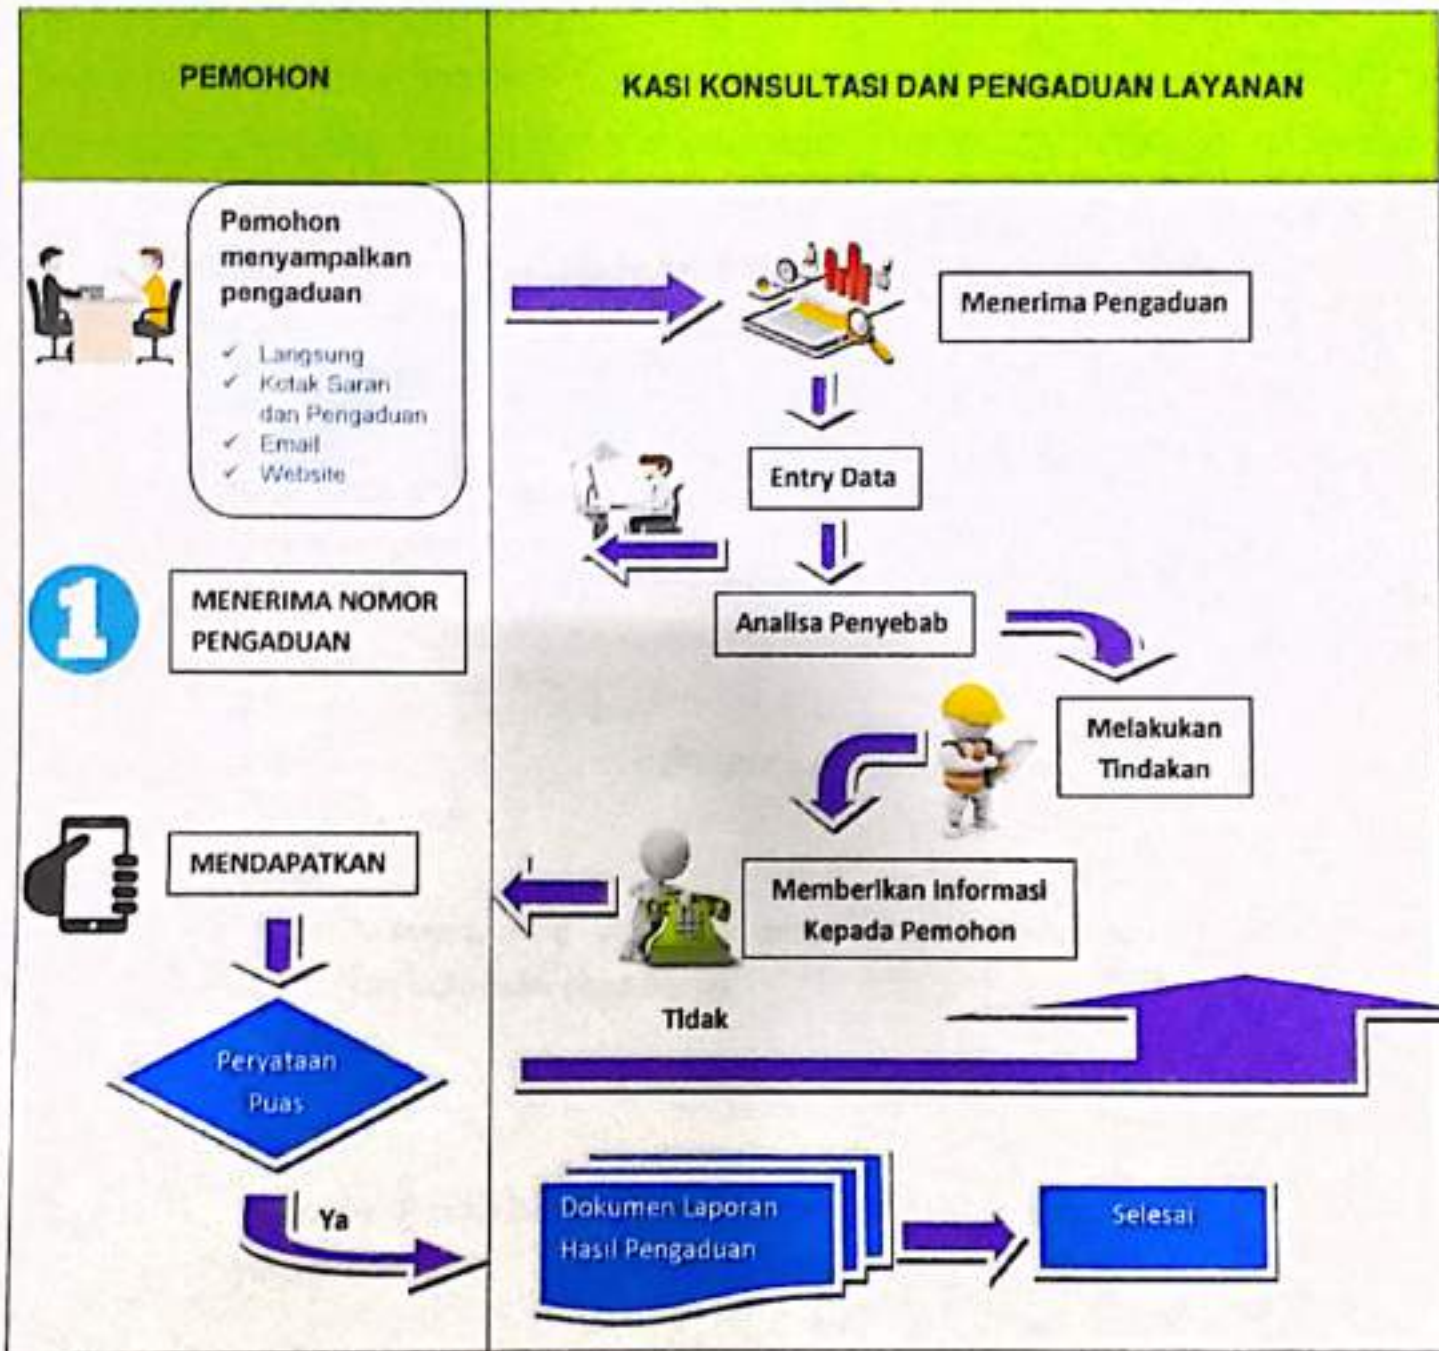 PEMOHON
KASI KONSULTASI DAN PENGADUAN LAYANAN
Pemohon
menyampaikan
pengaduan
✓ Langsung
✓ Kotak Saran
dan Pengaduan
✓ Email
✓ Website
Menerima Pengaduan
Entry Data
1
MENERIMA NOMOR
PENGADUAN
Analisa Penyebab
Melakukan
Tindakan
MENDAPATKAN
Memberikan Informasi
Kepada Pemohon
Tidak
Peryataan
Puas
Ya
Dokumen Laporan
Hasil Pengaduan
Selesai